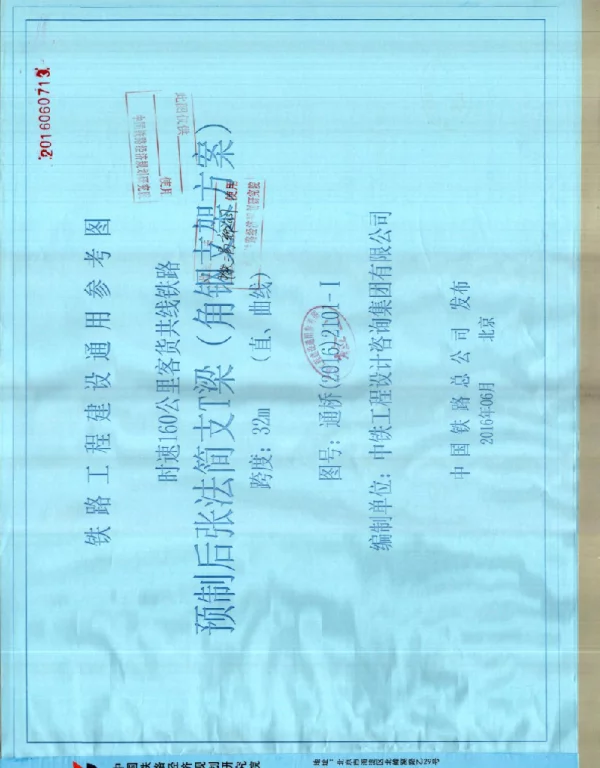 2016060713
铁路工程建设通用参考图
时速160公里客货共线铁路
预制后张法简支T梁（角钢支架方案）
跨度：32m （直、曲线）
图号：通桥(2016)2101-I
编制单位：中铁工程设计咨询集团有限公司
中国铁路总公司 发布
2016年06月 北京